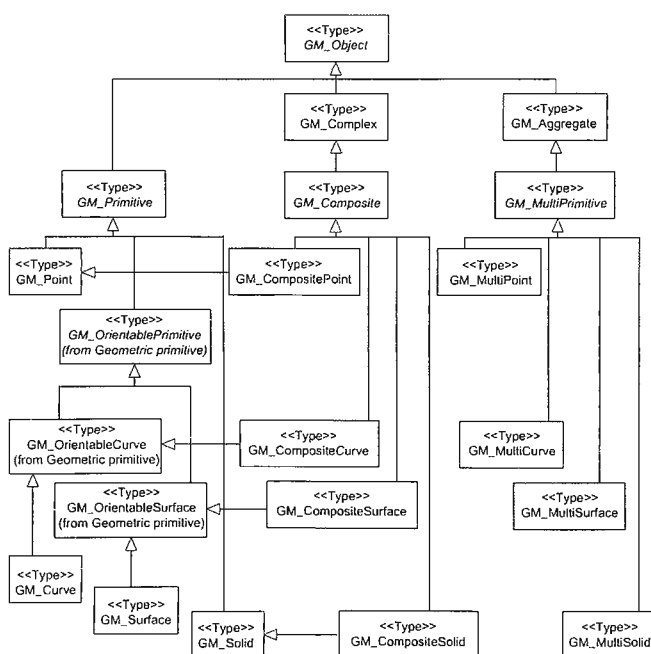 <<Type>>
GM_Object
<<Type>>
GM_Complex
<<Type>>
GM_Aggregate
<<Type>>
GM_Primitive
<<Type>>
GM_Composite
<<Type>>
GM_MultiPrimitive
<<Type>>
GM_Point
<<Type>>
GM_CompositePoint
<<Type>>
GM_MultiPoint
<<Type>>
GM_OrientablePrimitive
(from Geometric primitive)
<<Type>>
GM_OrientableCurve
(from Geometric primitive)
<<Type>>
GM_CompositeCurve
<<Type>>
GM_MultiCurve
<<Type>>
GM_OrientableSurface
(from Geometric primitive)
<<Type>>
GM_CompositeSurface
<<Type>>
GM_MultiSurface
<<Type>>
GM_Curve
<<Type>>
GM_Surface
<<Type>>
GM_Solid
<<Type>>
GM_CompositeSolid
<<Type>>
GM_MultiSolid